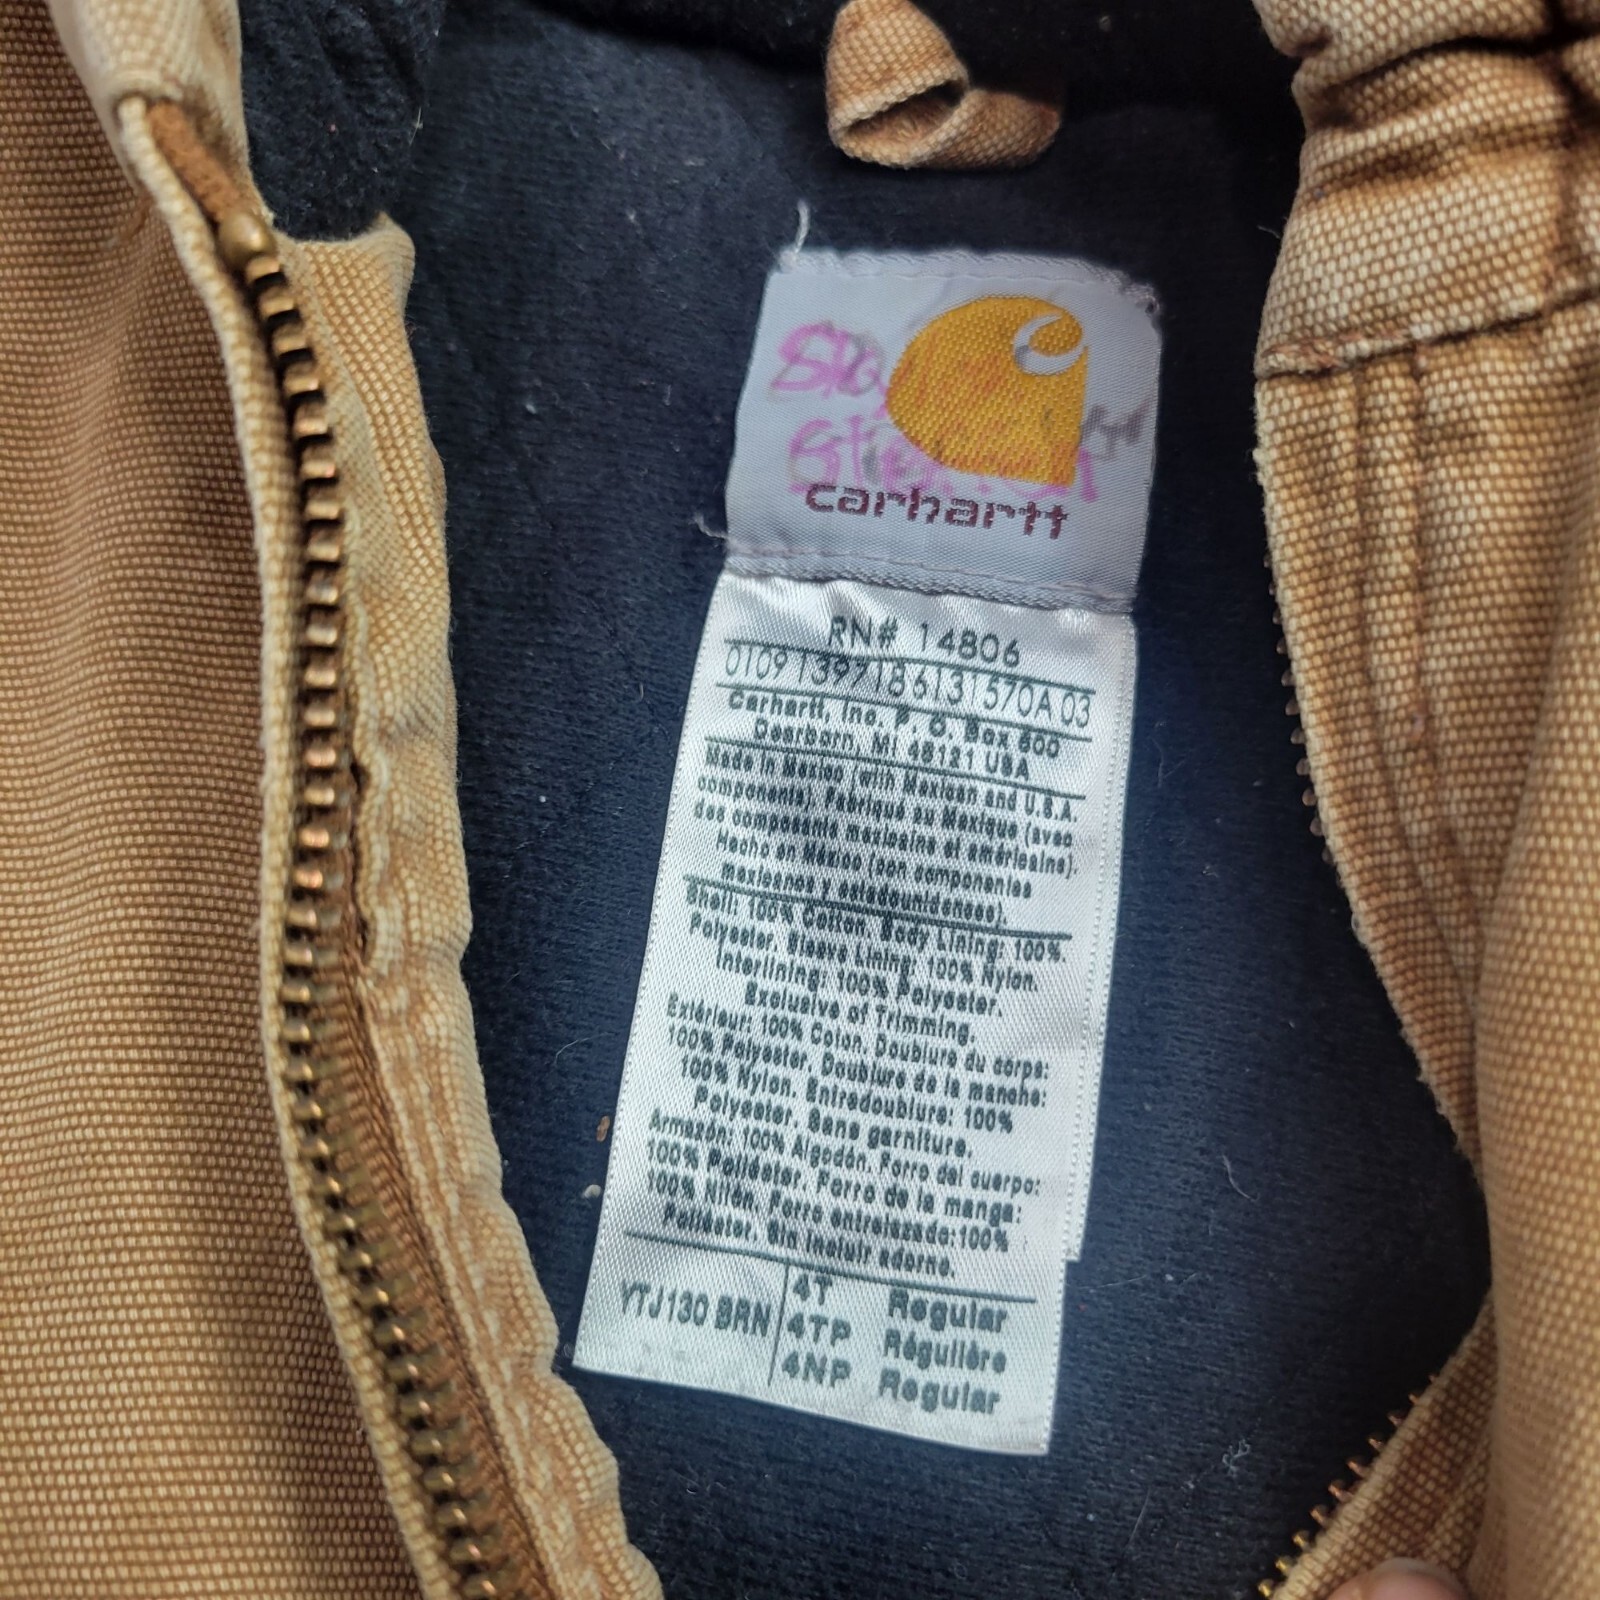 carhartt
RN# 14806
0109139718613 1570A 03
Carhartt, Inc. P. O. Box 600
Dearborn, MI 48121 USA
Made in Mexico (with Mexican and U.S.A.
components). Fabriqué au Mexique (avec
des composants mexicains et américains).
Hecho en México (con componentes
mexicanos y estadounidenses).
Shell: 100% Cotton. Body Lining: 100%
Polyester. Sleeve Lining: 100% Nylon.
Interlining: 100% Polyester.
Exclusive of Trimming.
Extérieur: 100% Coton. Doublure du corps:
100% Polyester. Doublure de la manche:
100% Nylon. Entredoublure: 100%
Polyester. Sans garniture.
Armazón: 100% Algodón. Forro del cuerpo:
100% Poliéster. Forro de la manga:
100% Nilón. Forro entrelazado: 100%
Poliéster. Sin incluir adorno.
YTJ130 BRN
4T Regular
4TP Régulière
4NP Regular